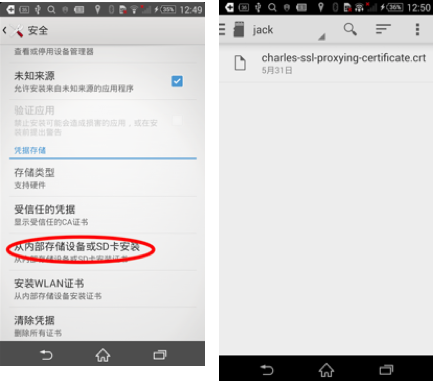 35%
12:49
安全
查看或停用设备管理器
未知来源
允许安装来自未知来源的应用程序
验证应用
禁止安装可能会造成损害的应用，或在安
装前提出警告
凭据存储
存储类型
支持硬件
受信任的凭据
显示受信任的CA证书
从内部存储设备或SD卡安装
从内部存储设备或SD卡安装证书
安装WLAN证书
从内部存储设备安装证书
清除凭据
删除所有证书
36%
12:50
jack
charles-ssl-proxying-certificate.crt
5月31日